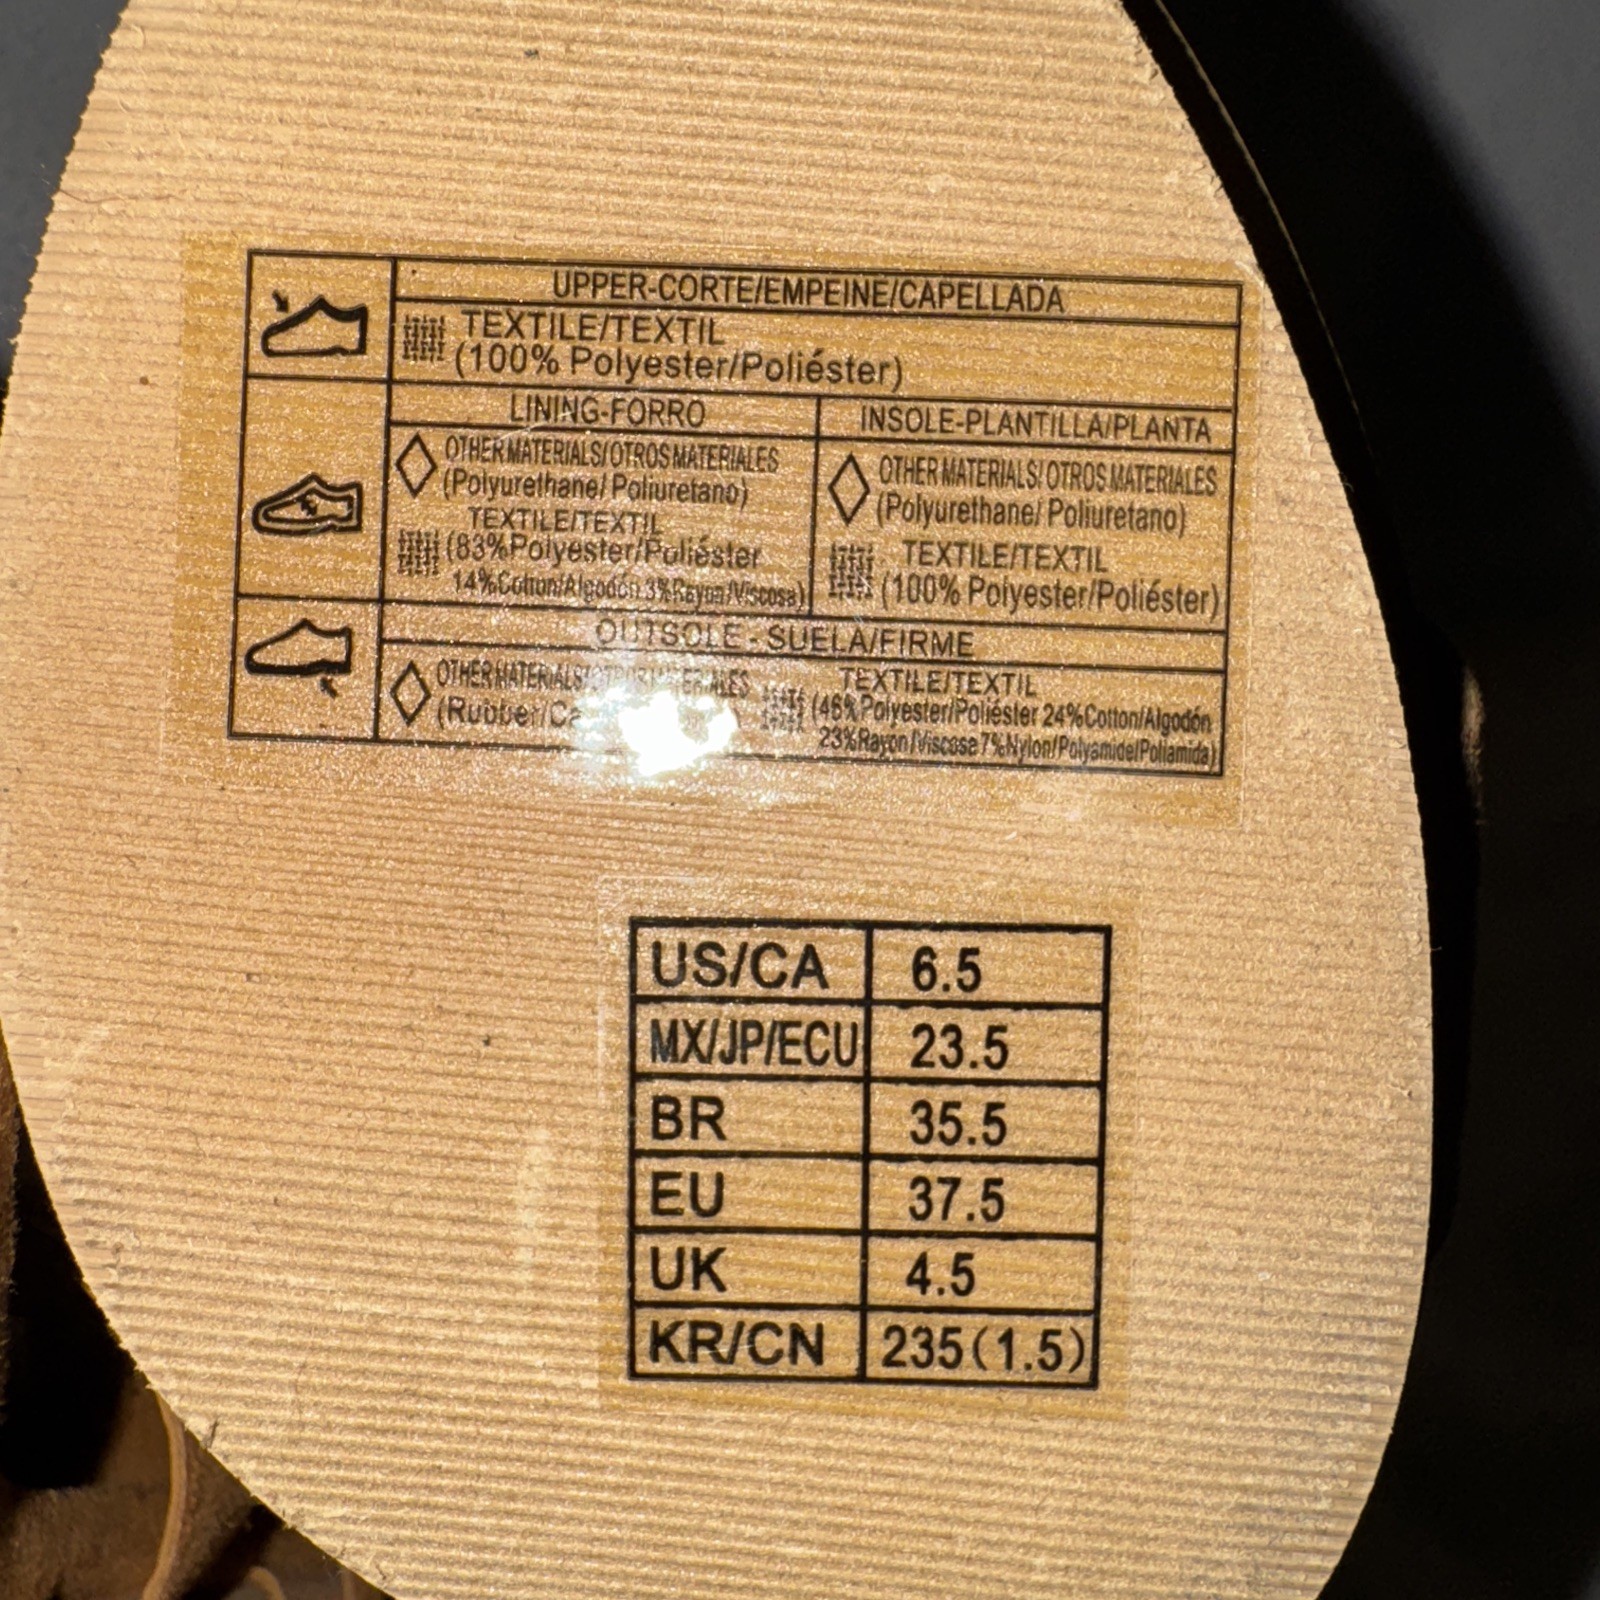 UPPER-CORTE/EMPEINE/CAPELLADA
TEXTILE/TEXTIL
(100% Polyester/Poliéster)
LINING-FORRO
OTHER MATERIALS/OTROS MATERIALES
(Polyurethane/Poliuretano)
TEXTILE/TEXTIL
(83%Polyester/Poliéster
14%Cotton/Algodón 3%Rayon/Viscosa)
INSOLE-PLANTILLA/PLANTA
OTHER MATERIALS/OTROS MATERIALES
(Polyurethane/Poliuretano)
TEXTILE/TEXTIL
(100% Polyester/Poliéster)
OUTSOLE - SUELA/FIRME
OTHER MATERIALS/OTROS MATERIALES
(Rubber/
TEXTILE/TEXTIL
(46%Polyester/Poliéster 24%Cotton/Algodón
23%Rayon/Viscosa 7%Nylon/Polyamide/Poliamida)
US/CA 6.5
MX/JP/ECU 23.5
BR 35.5
EU 37.5
UK 4.5
KR/CN 235(1.5)